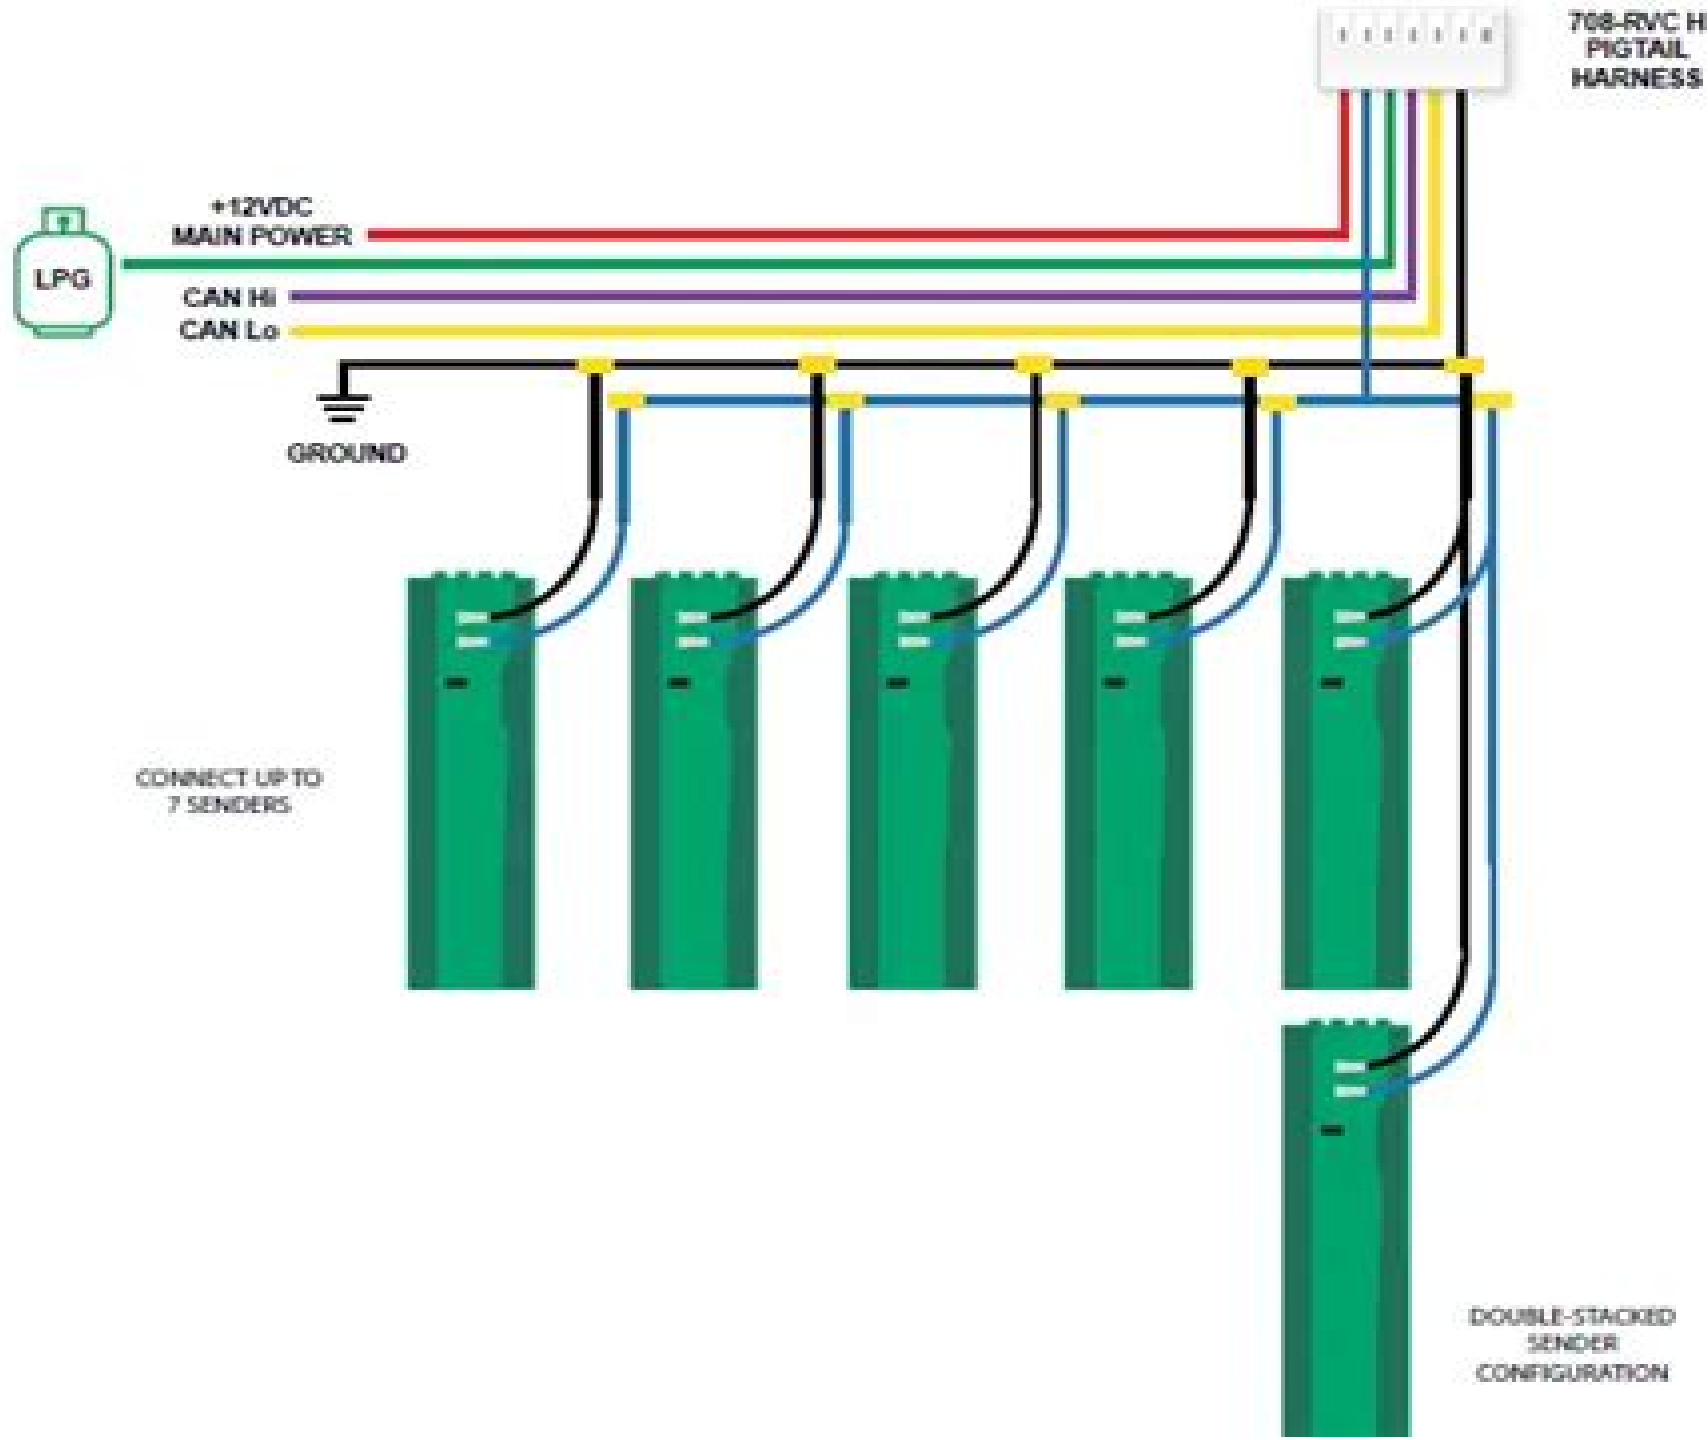 708-RVC H
PIGTAIL
HARNESS
+12VDC
MAIN POWER
LPG
CAN Hi
CAN Lo
GROUND
CONNECT UP TO
7 SENDERS
DOUBLE-STACKED
SENDER
CONFIGURATION